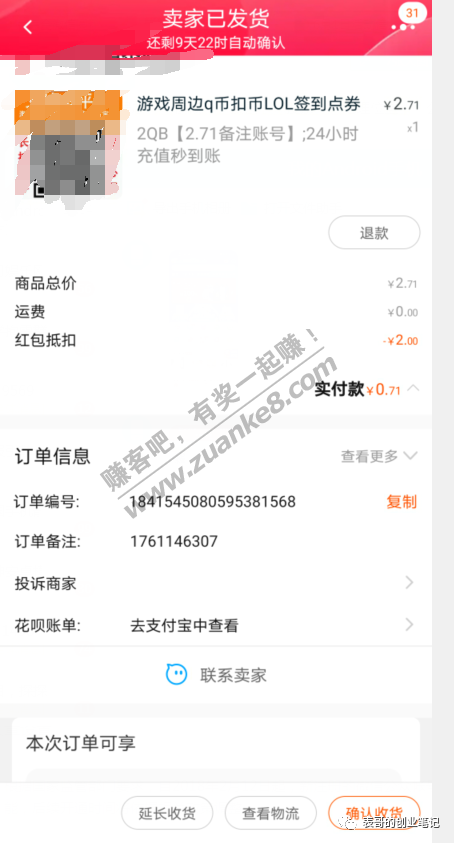 卖家已发货
31
还剩9天22时自动确认
游戏周边q币扣币LOL签到点券
¥2.71
2QB【2.71备注账号】;24小时
x1
充值秒到账
退款
商品总价
¥2.71
运费
¥0.00
红包抵扣
-¥2.00
实付款¥0.71
赚客吧，有奖一起赚！
www.zuanke8.com
订单信息
查看更多
订单编号:
1841545080595381568
复制
订单备注:
1761146307
投诉商家
花呗账单:
去支付宝中查看
联系卖家
本次订单可享
延长收货
查看物流
确认收货
表哥的创业笔记